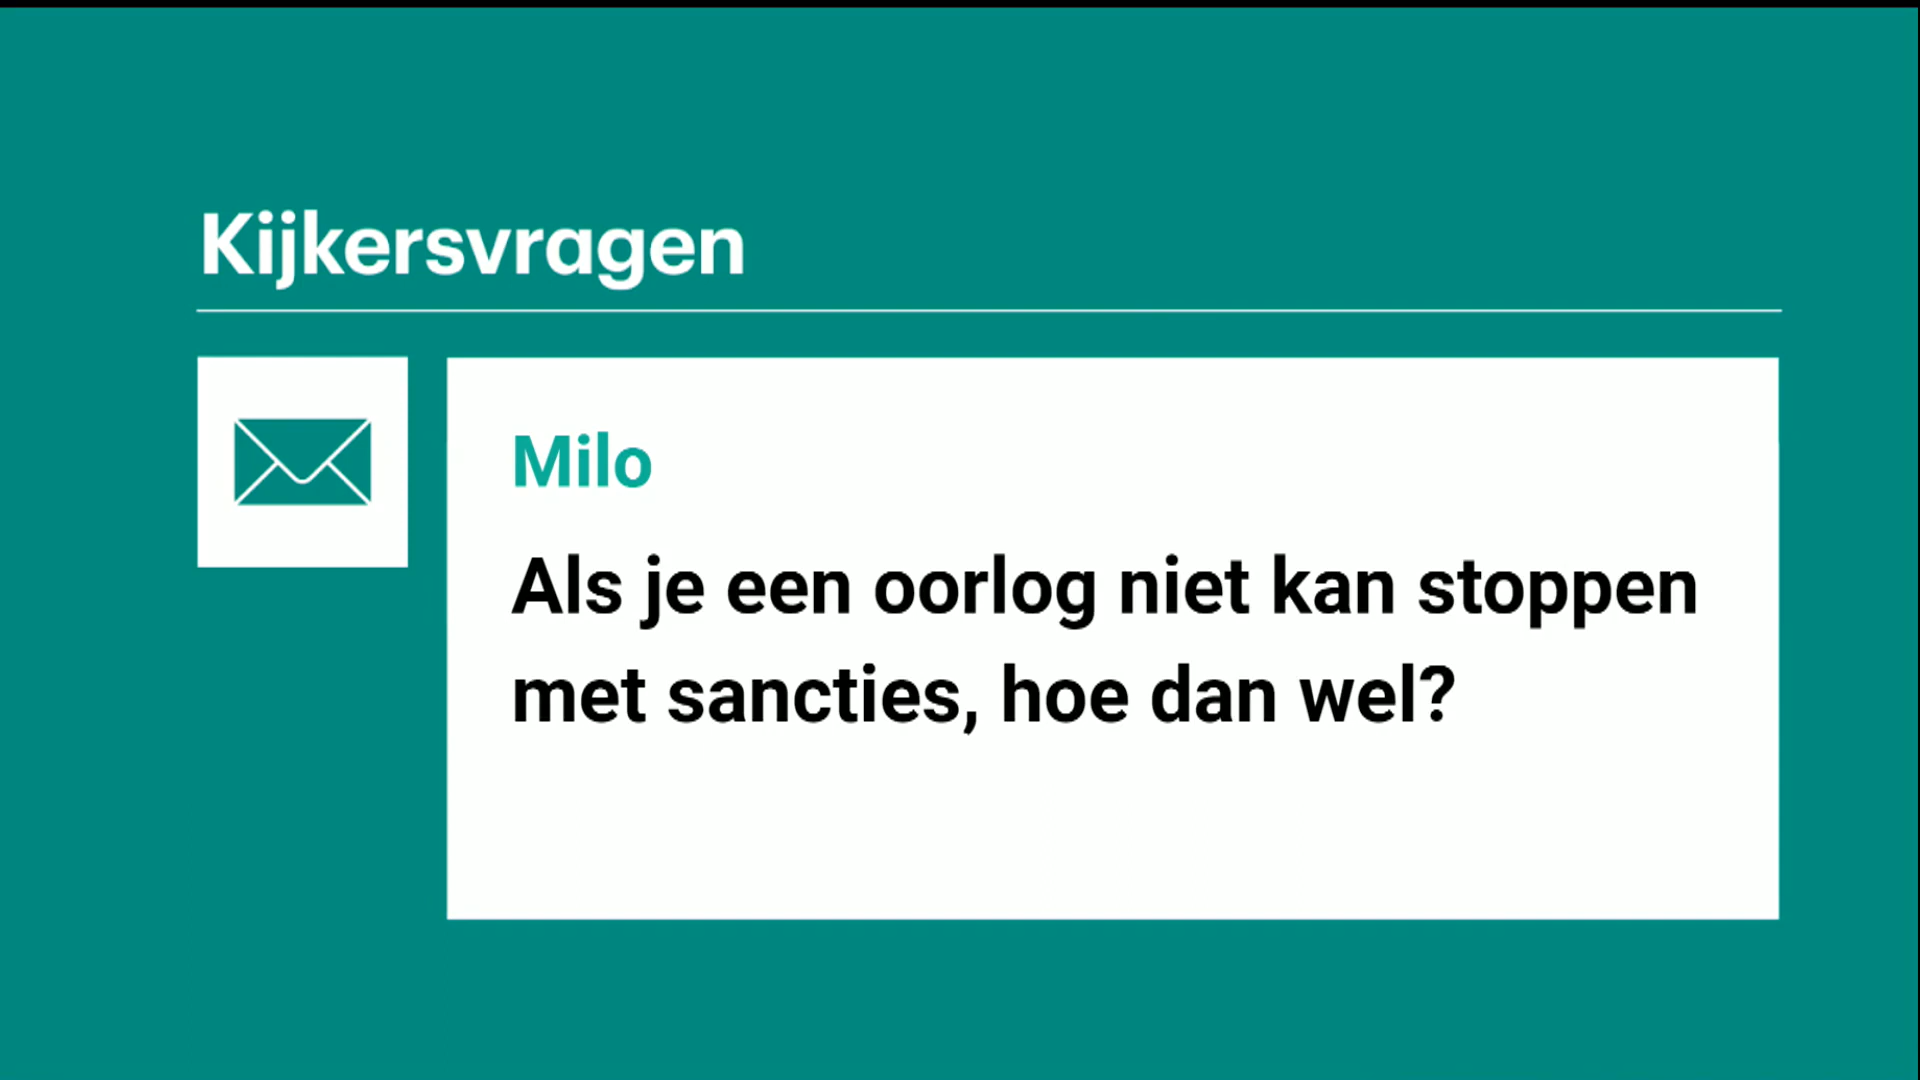 Kijkersvragen
Milo
Als je een oorlog niet kan stoppen
met sancties, hoe dan wel?